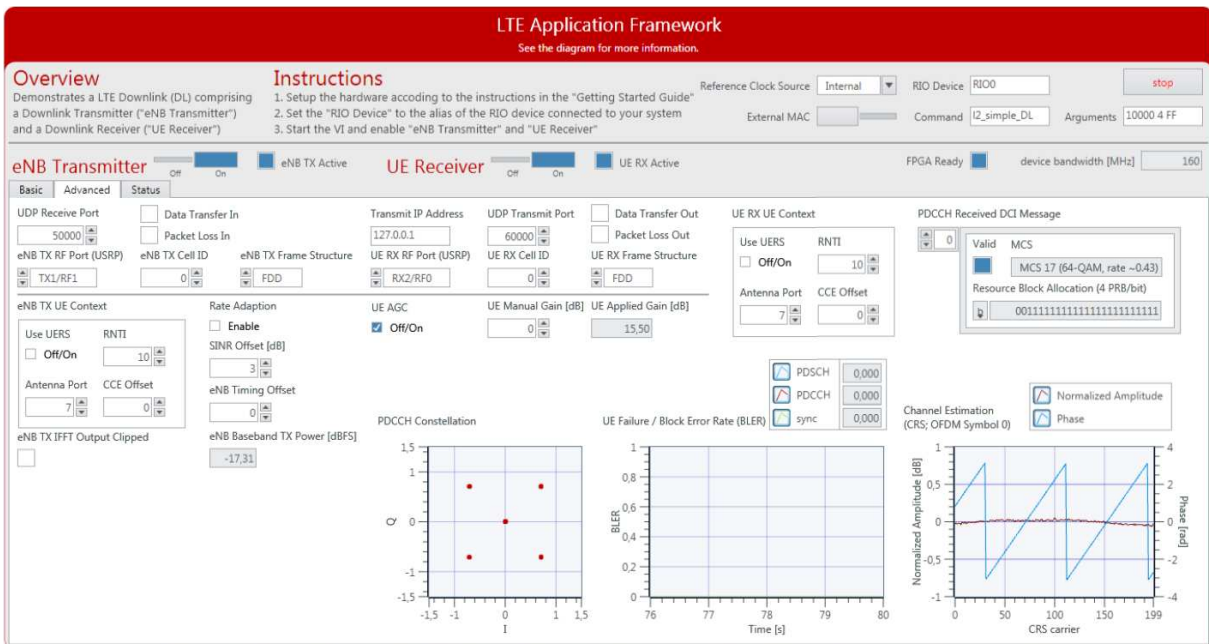 LTE Application Framework
See the diagram for more information.
Overview
Demonstrates a LTE Downlink (DL) comprising
a Downlink Transmitter ("eNB Transmitter")
and a Downlink Receiver ("UE Receiver")
Instructions
1. Setup the hardware accoding to the instructions in the "Getting Started Guide"
2. Set the "RIO Device" to the alias of the RIO device connected to your system
3. Start the VI and enable "eNB Transmitter" and "UE Receiver"
Reference Clock Source Internal RIO Device RIO0 stop
External MAC Command l2_simple_DL Arguments 10000 4 FF
eNB Transmitter Off On eNB TX Active UE Receiver Off On UE RX Active FPGA Ready device bandwidth [MHz] 160
Basic Advanced Status
UDP Receive Port Data Transfer In Transmit IP Address UDP Transmit Port Data Transfer Out UE RX UE Context PDCCH Received DCI Message
50000 Packet Loss In 127.0.0.1 60000 Packet Loss Out
Use UERS RNTI
Off/On 10
Antenna Port CCE Offset
7 0
0 Valid MCS
MCS 17 (64-QAM, rate ~0.43)
Resource Block Allocation (4 PRB/bit)
b 0011111111111111111111111
eNB TX RF Port (USRP) eNB TX Cell ID eNB TX Frame Structure UE RX RF Port (USRP) UE RX Cell ID UE RX Frame Structure
TX1/RF1 0 FDD RX2/RF0 0 FDD
eNB TX UE Context Rate Adaption UE AGC UE Manual Gain [dB] UE Applied Gain [dB]
Enable Off/On 0 15,50
Use UERS RNTI
Off/On 10
Antenna Port CCE Offset
7 0
SINR Offset [dB]
3
eNB Timing Offset
0
eNB TX IFFT Output Clipped eNB Baseband TX Power [dBFS]
-17,31
PDCCH Constellation
1,5
1
0
-1
-1,5
Q
-1,5 -1 0 1 1,5
I
UE Failure / Block Error Rate (BLER)
PDSCH 0,000
PDCCH 0,000
sync 0,000
1
0,8
0,6
0,4
0,2
0
BLER
76 77 78 79 80
Time [s]
Channel Estimation
(CRS; OFDM Symbol 0)
Normalized Amplitude
Phase
1
0,5
0
-0,5
-1
Normalized Amplitude [dB]
4
2
0
-2
-4
Phase [rad]
0 50 100 150 199
CRS carrier